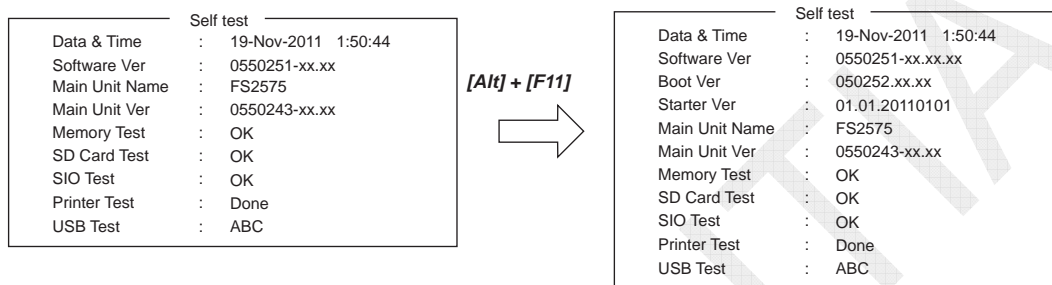 Self test
Data & Time : 19-Nov-2011 1:50:44
Software Ver : 0550251-xx.xx
Main Unit Name : FS2575
Main Unit Ver : 0550243-xx.xx
Memory Test : OK
SD Card Test : OK
SIO Test : OK
Printer Test : Done
USB Test : ABC
[Alt] + [F11]
Self test
Data & Time : 19-Nov-2011 1:50:44
Software Ver : 0550251-xx.xx.xx
Boot Ver : 050252.xx.xx
Starter Ver : 01.01.20110101
Main Unit Name : FS2575
Main Unit Ver : 0550243-xx.xx
Memory Test : OK
SD Card Test : OK
SIO Test : OK
Printer Test : Done
USB Test : ABC